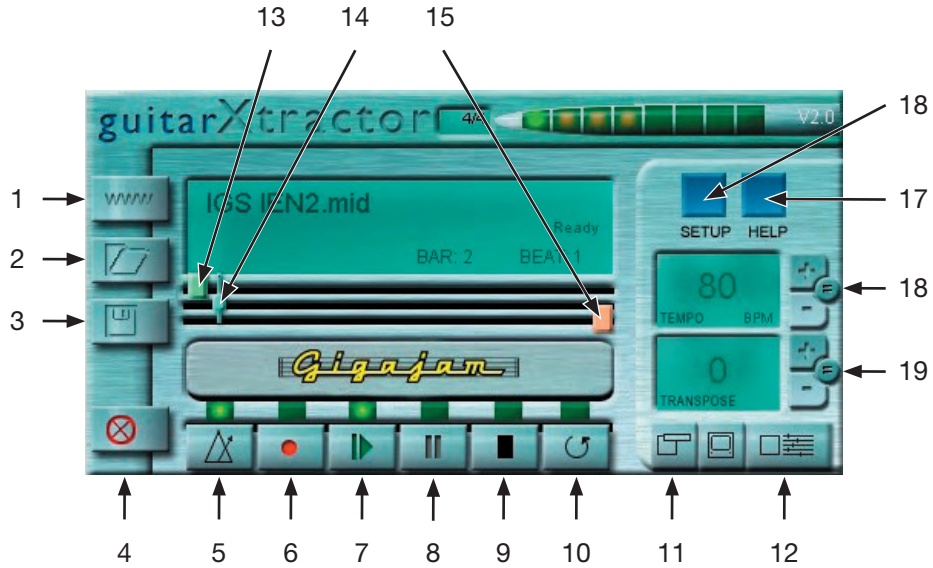 13 14 15
guitarXtractor 4/4 V2.0
18
1 www
IGS IEN2.mid
17
Ready
SETUP HELP
2
BAR: 2 BEAT: 1
80 + 18
3
TEMPO BPM -
Gigajam
+
0 = 19
TRANSPOSE -
4 5 6 7 8 9 10 11 12